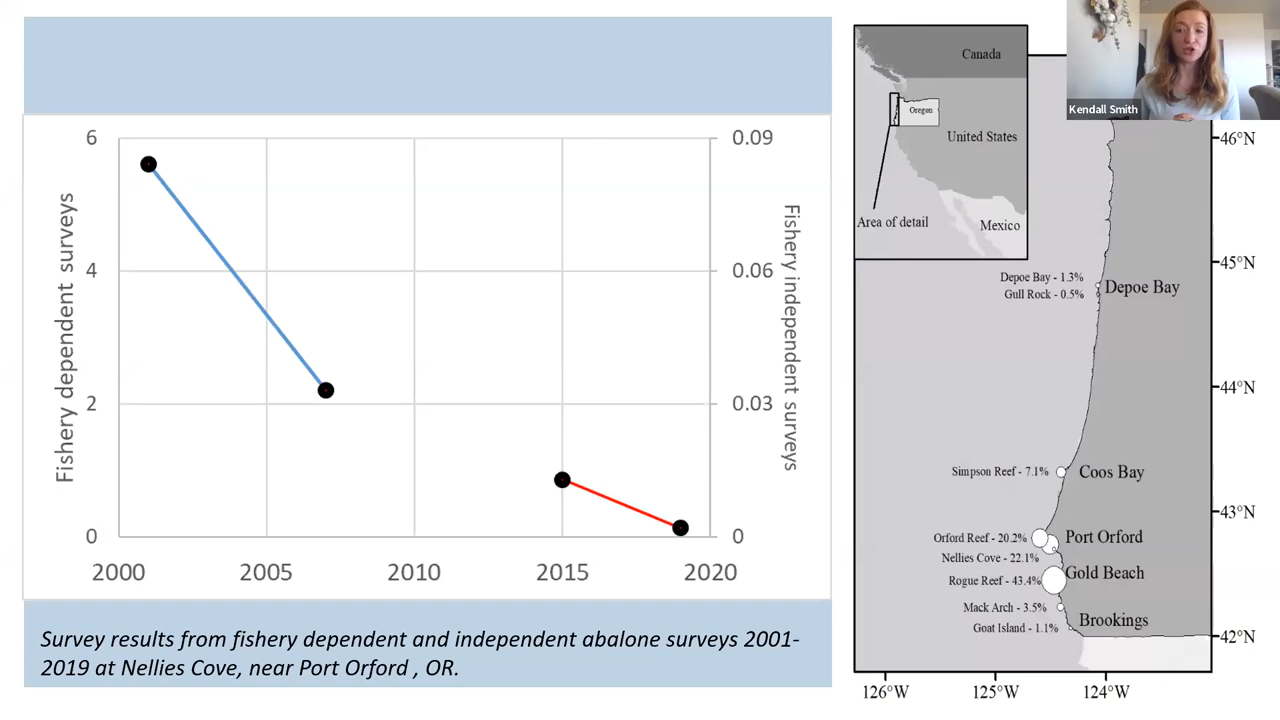 6
4
2
0
Fishery dependent surveys
0.09
0.06
0.03
0
Fishery independent surveys
2000 2005 2010 2015 2020
Survey results from fishery dependent and independent abalone surveys 2001-
2019 at Nellies Cove, near Port Orford , OR.
Canada
Oregon
United States
Area of detail
Mexico
Kendall Smith
46°N
45°N
Depoe Bay - 1.3%
Gull Rock - 0.5%
Depoe Bay
44°N
Simpson Reef - 7.1%
Coos Bay
43°N
Orford Reef - 20.2%
Port Orford
Nellies Cove - 22.1%
Rogue Reef - 43.4%
Gold Beach
Mack Arch - 3.5%
Brookings
Goat Island - 1.1%
42°N
126°W 125°W 124°W